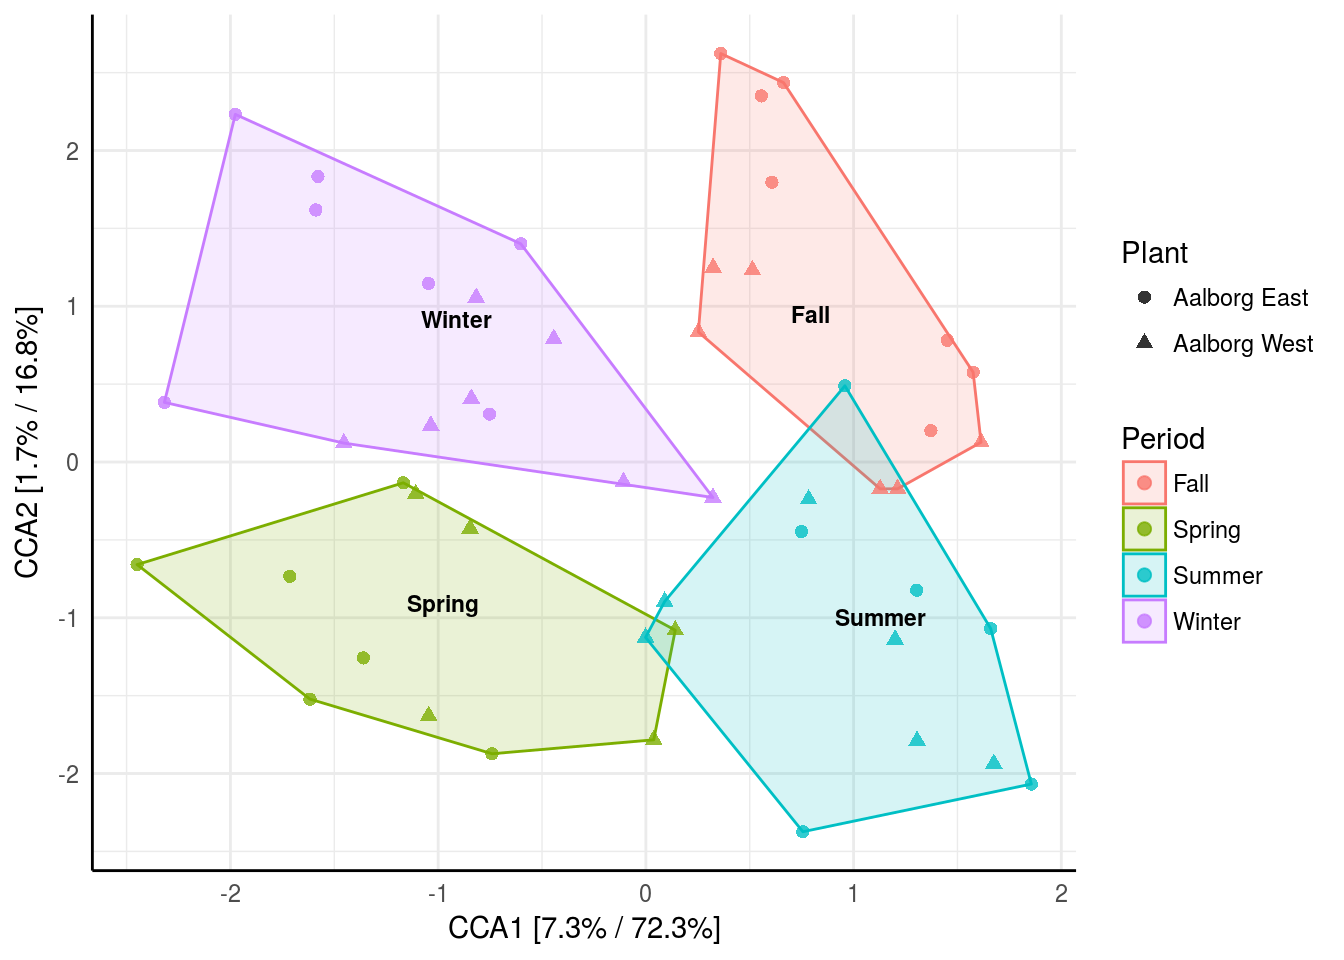 2
1
0
-1
-2
-2
-1
0
1
2
CCA1 [7.3% / 72.3%]
CCA2 [1.7% / 16.8%]
Winter
Fall
Spring
Summer
Plant
Aalborg East
Aalborg West
Period
Fall
Spring
Summer
Winter